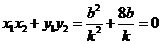 x₁x₂ + y₁y₂ = b²/k² + 8b/k = 0